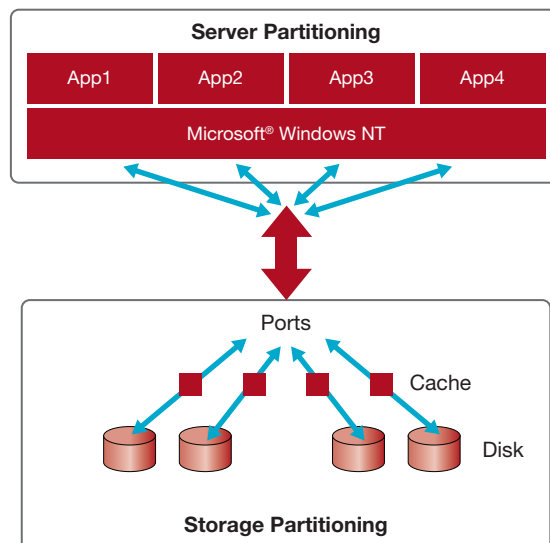 Server Partitioning
App1 App2 App3 App4
Microsoft® Windows NT
Ports
Cache
Disk
Storage Partitioning